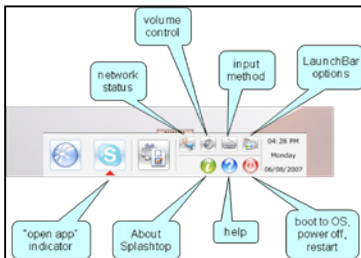 volume
control
network
status
input
method
LaunchBar
options
04:28 PM
Monday
06/08/2007
"open app"
indicator
About
Splashtop
help
boot to OS,
power off,
restart